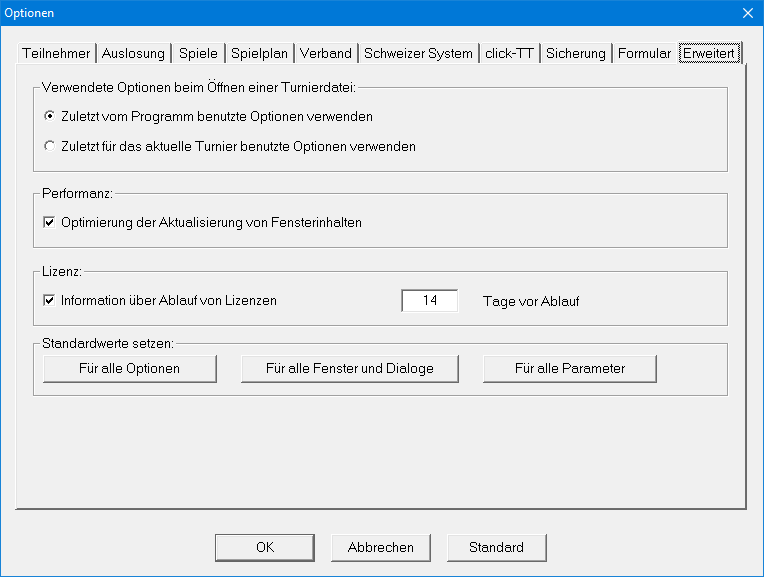 Optionen
Teilnehmer Auslosung Spiele Spielplan Verband Schweizer System click-TT Sicherung Formular Erweitert
Verwendete Optionen beim Öffnen einer Turnierdatei:
Zuletzt vom Programm benutzte Optionen verwenden
Zuletzt für das aktuelle Turnier benutzte Optionen verwenden
Performanz:
Optimierung der Aktualisierung von Fensterinhalten
Lizenz:
Information über Ablauf von Lizenzen 14 Tage vor Ablauf
Standardwerte setzen:
Für alle Optionen Für alle Fenster und Dialoge Für alle Parameter
OK Abbrechen Standard